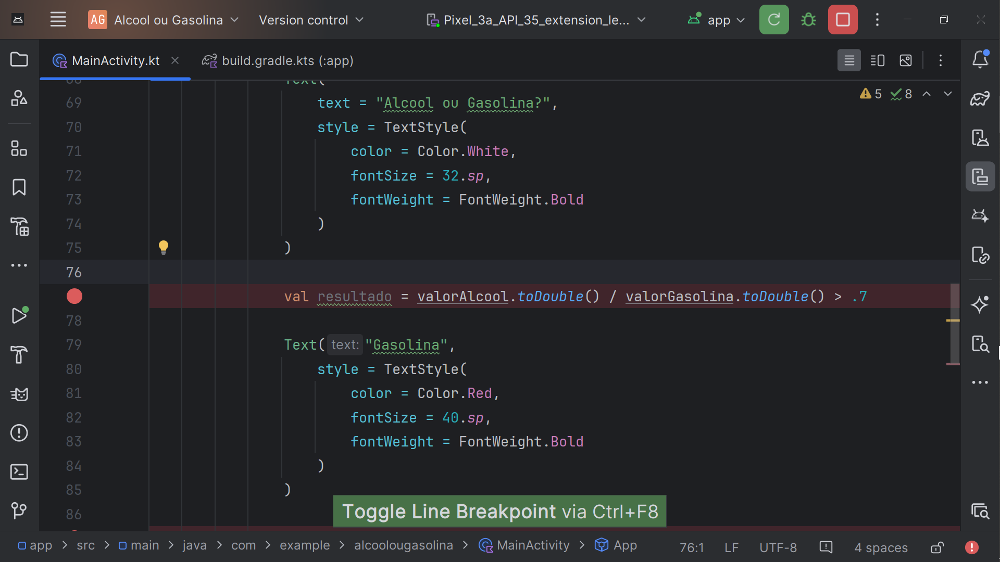 AG Alcool ou Gasolina Version control Pixel_3a_API_35_extension_le... app
MainActivity.kt build.gradle.kts (:app)
68 Text(
5 8
69 text = "Alcool ou Gasolina?",
70 style = TextStyle(
71 color = Color.White,
72 fontSize = 32.sp,
73 fontWeight = FontWeight.Bold
74 )
75 )
76
val resultado = valorAlcool.toDouble() / valorGasolina.toDouble() > .7
78
79 Text( text: "Gasolina",
80 style = TextStyle(
81 color = Color.Red,
82 fontSize = 40.sp,
83 fontWeight = FontWeight.Bold
84 )
85 )
86
Toggle Line Breakpoint via Ctrl+F8
app > src > main > java > com > example > alcoolougasolina > MainActivity > App 76:1 LF UTF-8 4 spaces